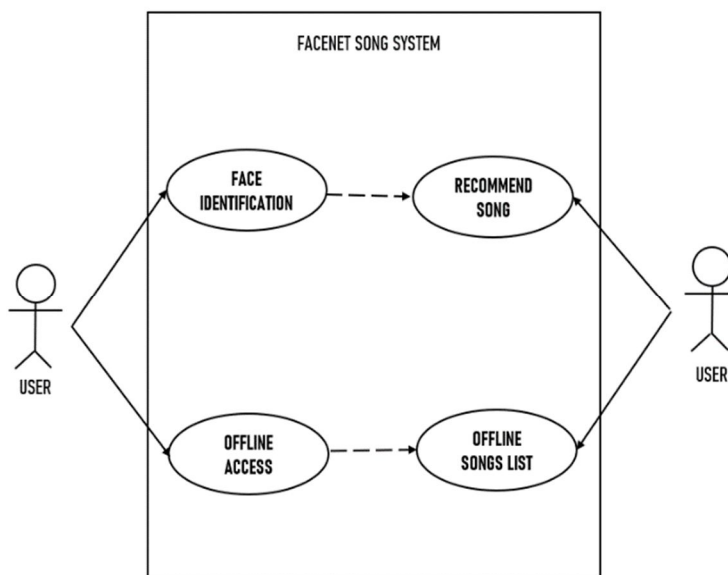 FACENET SONG SYSTEM
FACE
IDENTIFICATION
RECOMMEND
SONG
USER
USER
OFFLINE
ACCESS
OFFLINE
SONGS LIST